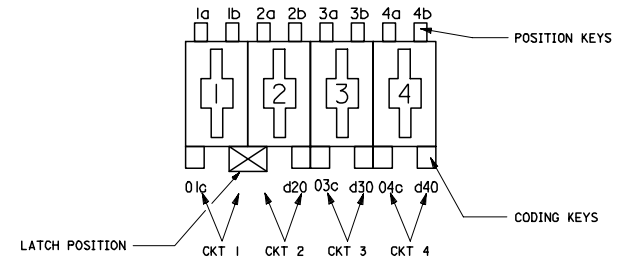 1a 1b 2a 2b 3a 3b 4a 4b
POSITION KEYS
1 2 3 4
01c d20 03c d30 04c d40
CODING KEYS
LATCH POSITION
CKT 1 CKT 2 CKT 3 CKT 4